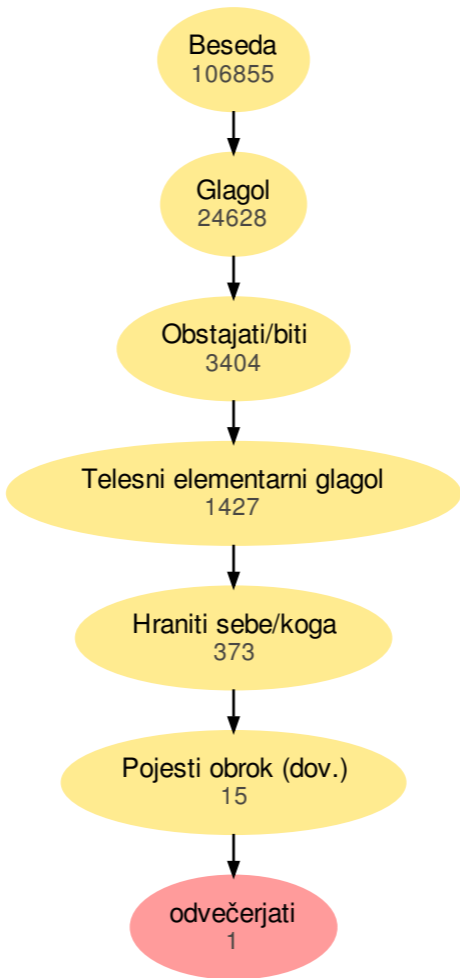 Beseda
106855
Glagol
24628
Obstajati/biti
3404
Telesni elementarni glagol
1427
Hraniti sebe/koga
373
Pojesti obrok (dov.)
15
odvečerjati
1